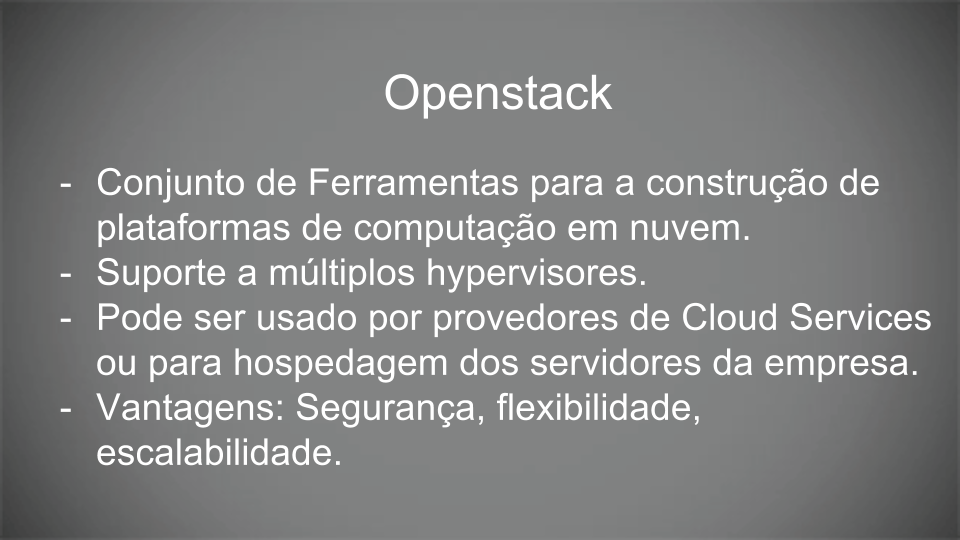 Openstack
- Conjunto de Ferramentas para a construção de
plataformas de computação em nuvem.
- Suporte a múltiplos hypervisores.
- Pode ser usado por provedores de Cloud Services
ou para hospedagem dos servidores da empresa.
- Vantagens: Segurança, flexibilidade,
escalabilidade.